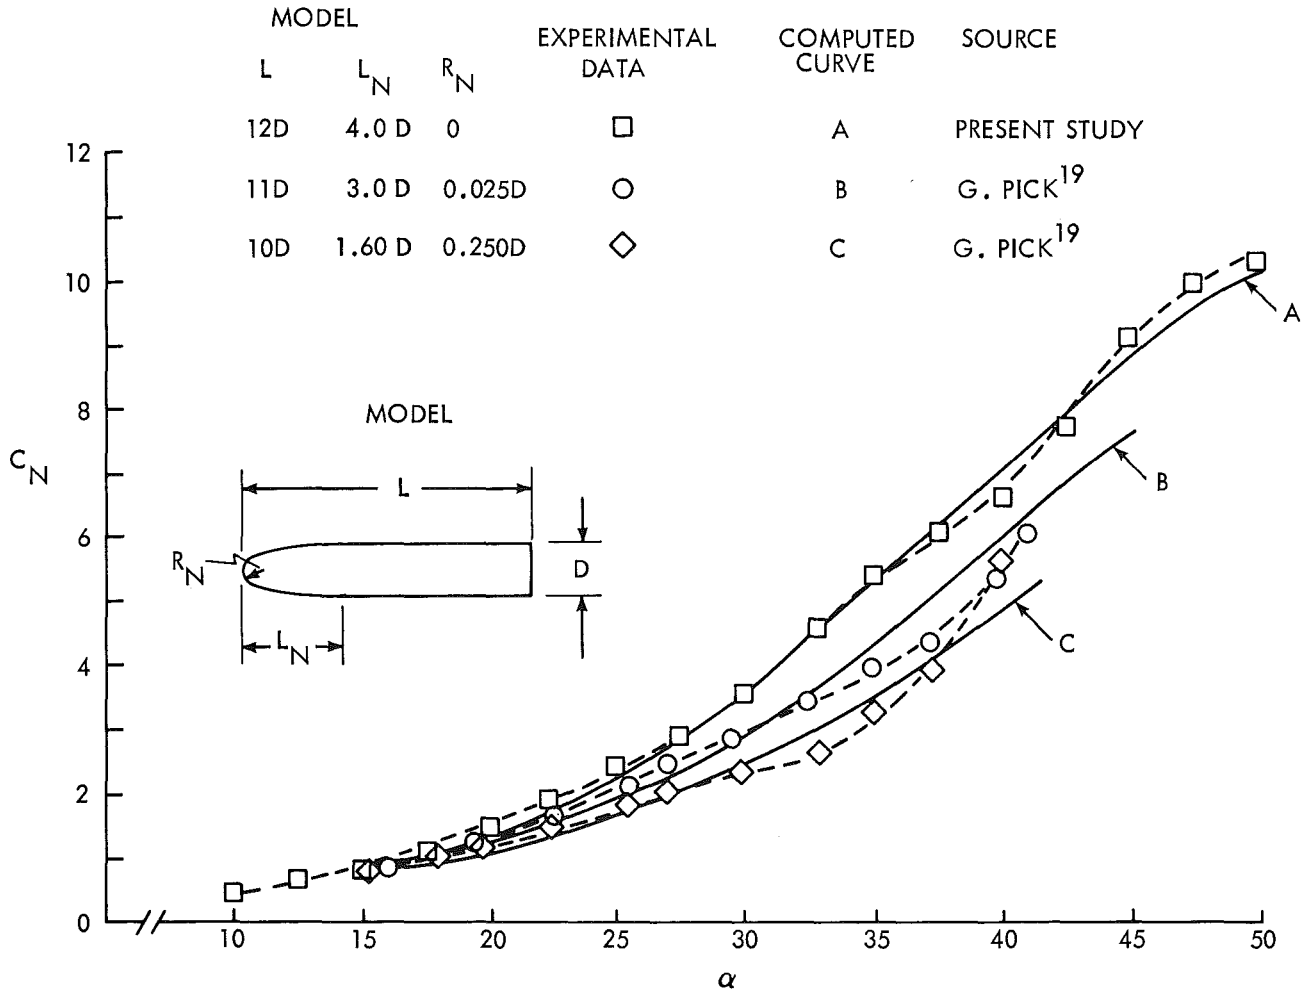 MODEL
EXPERIMENTAL COMPUTED SOURCE
L L_N R_N DATA CURVE
12D 4.0 D 0 A PRESENT STUDY
11D 3.0 D 0.025D B G. PICK^19
10D 1.60 D 0.250D C G. PICK^19
12
10
8
6
4
2
0
C_N
A
B
C
MODEL
L
R_N
D
L_N
10 15 20 25 30 35 40 45 50
α